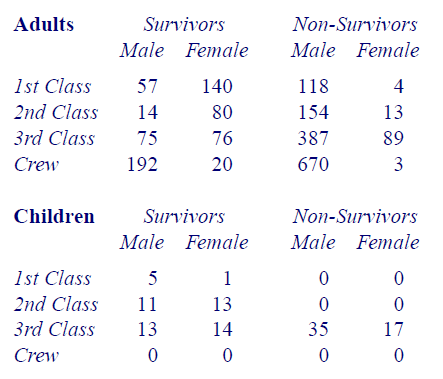 Adults Survivors Non-Survivors
Male Female Male Female
1st Class 57 140 118 4
2nd Class 14 80 154 13
3rd Class 75 76 387 89
Crew 192 20 670 3
Children Survivors Non-Survivors
Male Female Male Female
1st Class 5 1 0 0
2nd Class 11 13 0 0
3rd Class 13 14 35 17
Crew 0 0 0 0